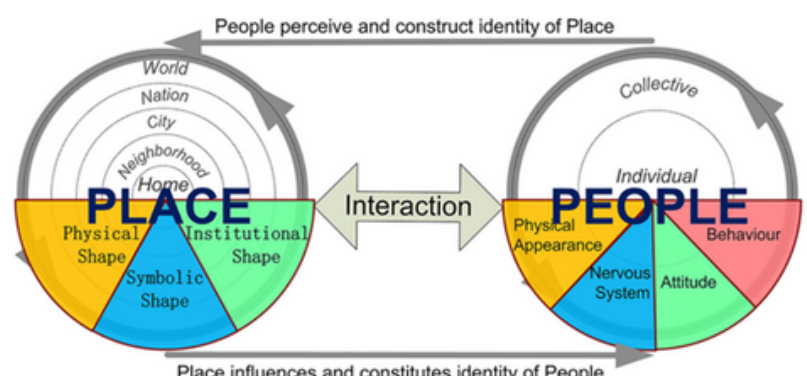 People perceive and construct identity of Place
World
Nation
City
Neighborhood
Home
PLACE
Physical
Shape
Symbolic
Shape
Institutional
Shape
Interaction
Collective
Individual
PEOPLE
Physical
Appearance
Nervous
System
Attitude
Behaviour
Place influences and constitutes identity of People